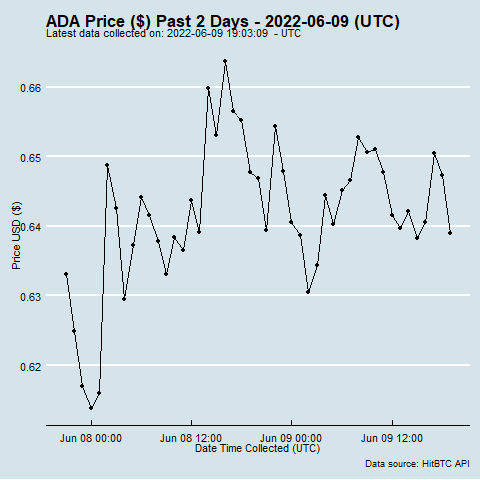 ADA Price ($) Past 2 Days - 2022-06-09 (UTC)
Latest data collected on: 2022-06-09 19:03:09 - UTC
0.66
0.65
0.64
0.63
0.62
Price USD ($)
Jun 08 00:00 Jun 08 12:00 Jun 09 00:00 Jun 09 12:00
Date Time Collected (UTC)
Data source: HitBTC API